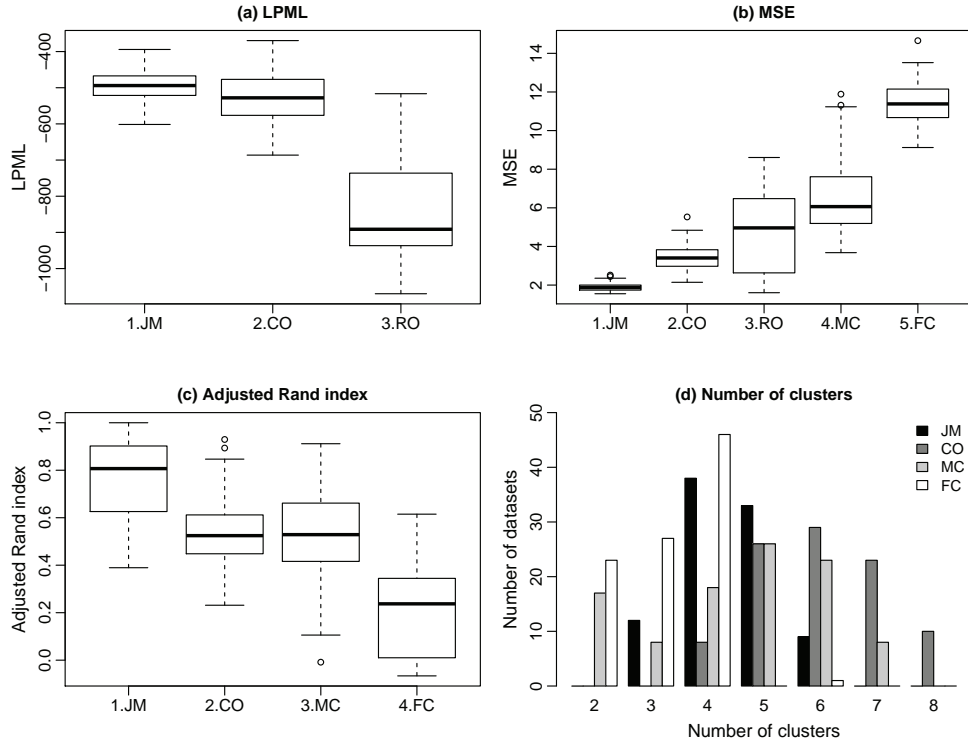 (a) LPML
LPML
−400
−600
−800
−1000
1.JM 2.CO 3.RO
(b) MSE
MSE
14
12
10
8
6
4
2
1.JM 2.CO 3.RO 4.MC 5.FC
(c) Adjusted Rand index
Adjusted Rand index
1.0
0.8
0.6
0.4
0.2
0.0
1.JM 2.CO 3.MC 4.FC
(d) Number of clusters
Number of datasets
50
40
30
20
10
0
JM
CO
MC
FC
2 3 4 5 6 7 8
Number of clusters